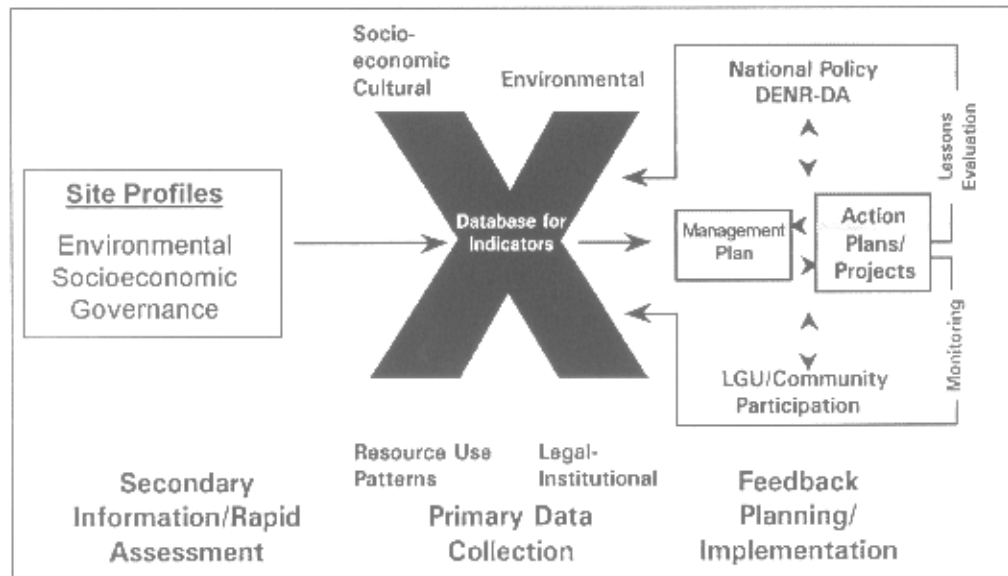 Site Profiles
Environmental
Socioeconomic
Governance
Secondary
Information/Rapid
Assessment
Socio-
economic
Cultural
Environmental
Database for
Indicators
Resource Use
Patterns
Legal-
Institutional
Primary Data
Collection
National Policy
DENR-DA
Management
Plan
Action
Plans/
Projects
LGU/Community
Participation
Lessons
Evaluation
Monitoring
Feedback
Planning/
Implementation